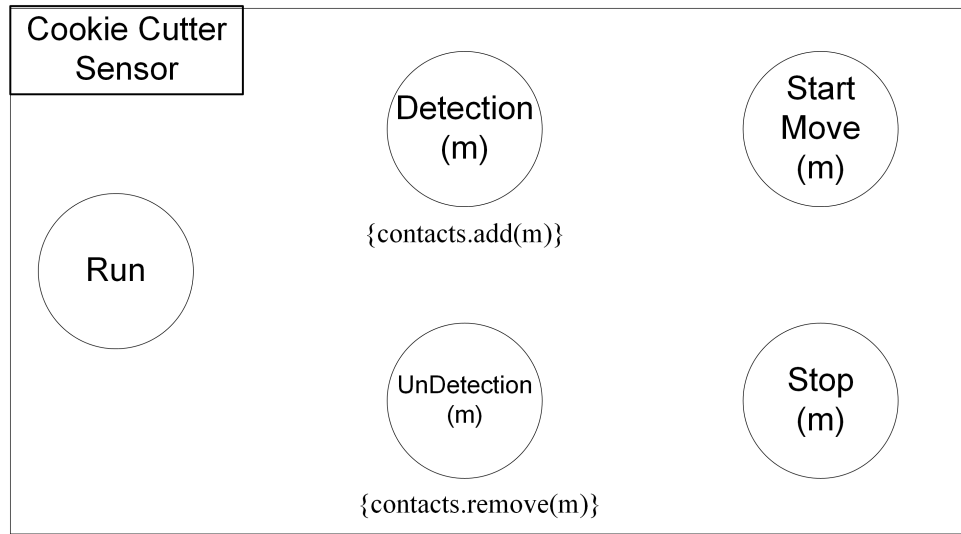 Cookie Cutter
Sensor
Detection
(m)
{contacts.add(m)}
Start
Move
(m)
Run
UnDetection
(m)
{contacts.remove(m)}
Stop
(m)